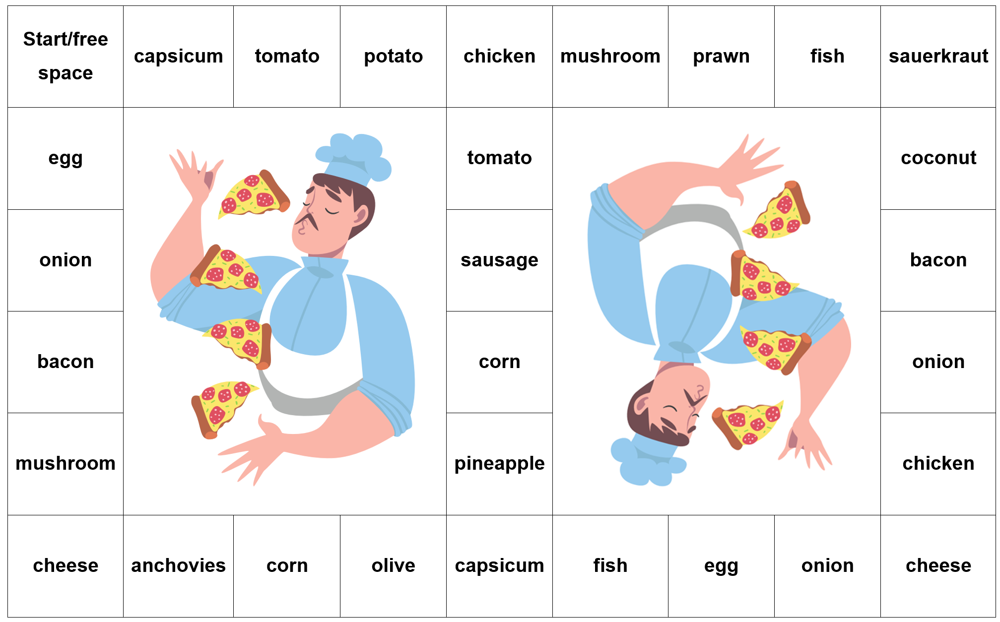 Start/free
space
capsicum
tomato
potato
chicken
mushroom
prawn
fish
sauerkraut
egg
tomato
coconut
onion
sausage
bacon
bacon
corn
onion
mushroom
pineapple
chicken
cheese
anchovies
corn
olive
capsicum
fish
egg
onion
cheese